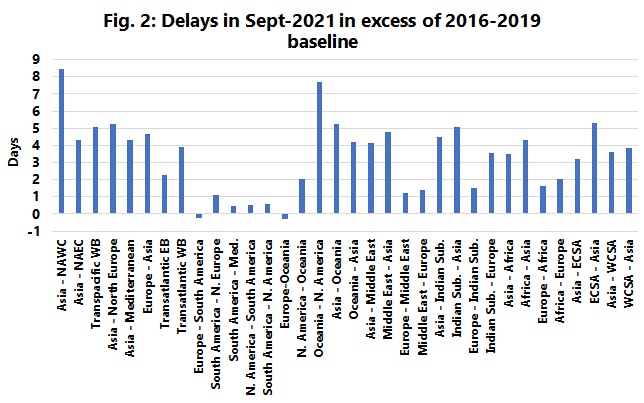 Fig. 2: Delays in Sept-2021 in excess of 2016-2019
baseline
9
8
7
6
5
4
3
2
1
0
-1
Days
Asia - NAWC
Asia - NAEC
Transpacific WB
Asia - North Europe
Asia - Mediterranean
Europe - Asia
Transatlantic EB
Transatlantic WB
Europe - South America
South America - N. Europe
South America - Med.
N. America - South America
South America - N. America
Europe-Oceania
N. America - Oceania
Oceania - N. America
Asia - Oceania
Oceania - Asia
Asia - Middle East
Middle East - Asia
Europe - Middle East
Middle East - Europe
Asia - Indian Sub.
Indian Sub. - Asia
Europe - Indian Sub.
Indian Sub. - Europe
Asia - Africa
Africa - Asia
Europe - Africa
Africa - Europe
Asia - ECSA
ECSA - Asia
Asia - WCSA
WCSA - Asia